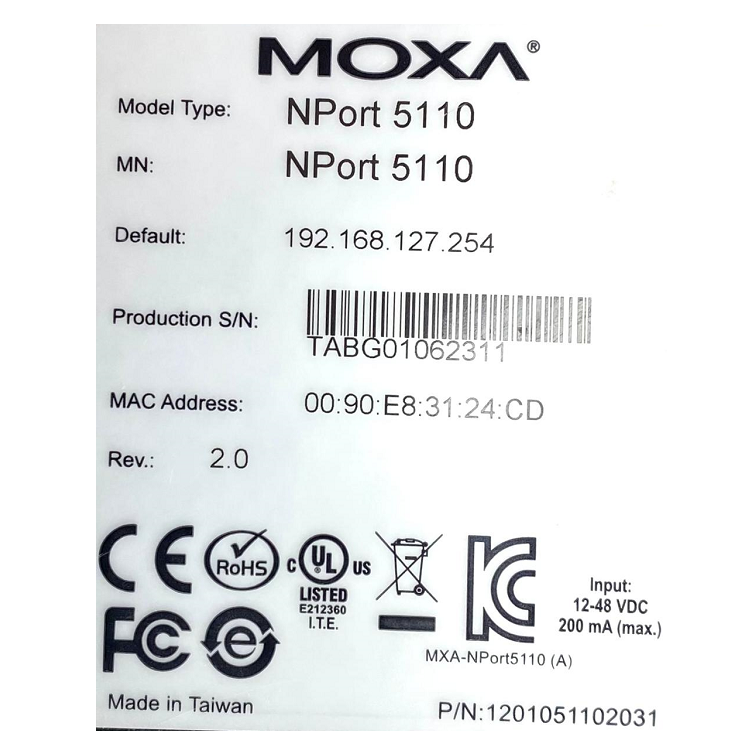 MOXA®
Model Type: NPort 5110
MN: NPort 5110
Default: 192.168.127.254
Production S/N: TABG01062311
MAC Address: 00:90:E8:31:24:CD
Rev.: 2.0
CE RoHS C UL ® US
LISTED
E212360
I.T.E.
FC e
KC
Input:
12-48 VDC
200 mA (max.)
MXA-NPort5110 (A)
Made in Taiwan
P/N:1201051102031